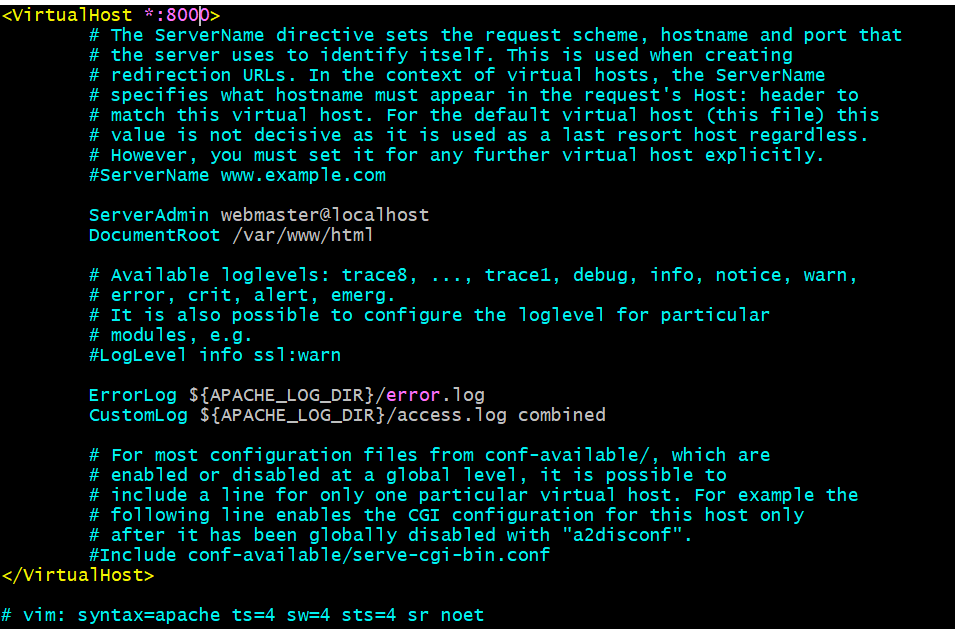 <VirtualHost *:8000>
# The ServerName directive sets the request scheme, hostname and port that
# the server uses to identify itself. This is used when creating
# redirection URLs. In the context of virtual hosts, the ServerName
# specifies what hostname must appear in the request's Host: header to
# match this virtual host. For the default virtual host (this file) this
# value is not decisive as it is used as a last resort host regardless.
# However, you must set it for any further virtual host explicitly.
#ServerName www.example.com
ServerAdmin webmaster@localhost
DocumentRoot /var/www/html
# Available loglevels: trace8, ..., trace1, debug, info, notice, warn,
# error, crit, alert, emerg.
# It is also possible to configure the loglevel for particular
# modules, e.g.
#LogLevel info ssl:warn
ErrorLog ${APACHE_LOG_DIR}/error.log
CustomLog ${APACHE_LOG_DIR}/access.log combined
# For most configuration files from conf-available/, which are
# enabled or disabled at a global level, it is possible to
# include a line for only one particular virtual host. For example the
# following line enables the CGI configuration for this host only
# after it has been globally disabled with "a2disconf".
#Include conf-available/serve-cgi-bin.conf
</VirtualHost>
# vim: syntax=apache ts=4 sw=4 sts=4 sr noet